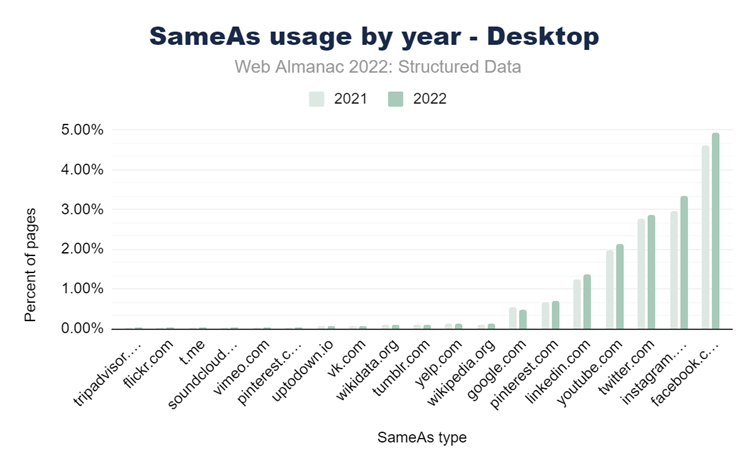 SameAs usage by year - Desktop
Web Almanac 2022: Structured Data
2021 2022
5.00%
4.00%
3.00%
2.00%
1.00%
0.00%
Percent of pages
tripadvisor.…
flickr.com
t.me
soundcloud…
vimeo.com
pinterest.c…
uptodown.io
vk.com
wikidata.org
tumblr.com
yelp.com
wikipedia.org
google.com
pinterest.com
linkedin.com
youtube.com
twitter.com
instagram.…
facebook.c…
SameAs type